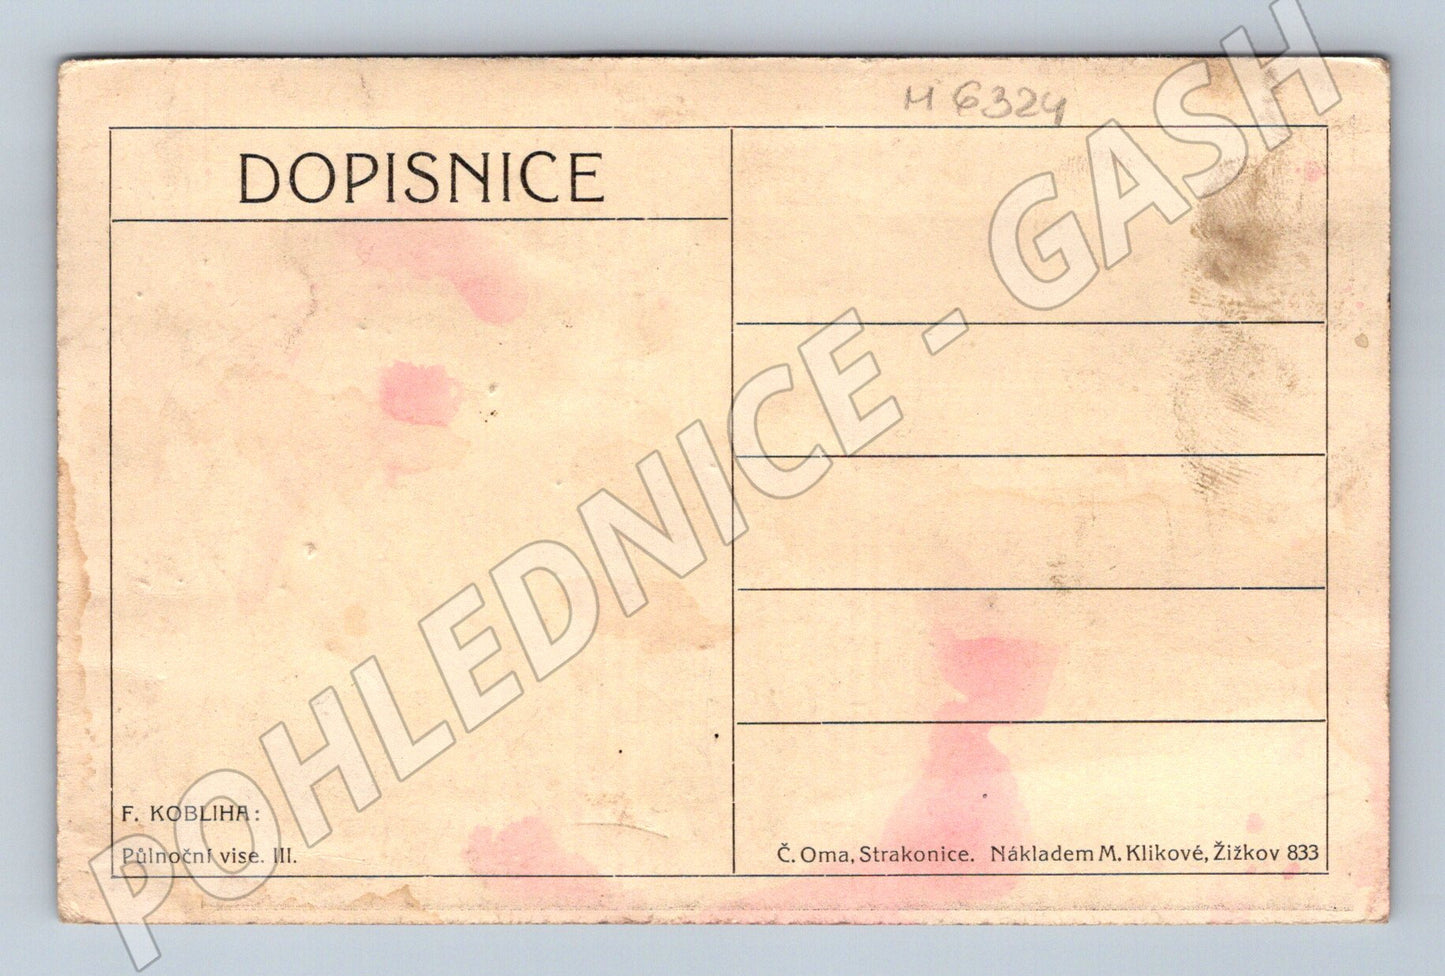 M 6324
DOPISNICE
F. KOBLIHA:
Půlnoční vise. III.
Č. Oma, Strakonice. Nákladem M. Klikové, Žižkov 833
POHLEDNICE - GASH